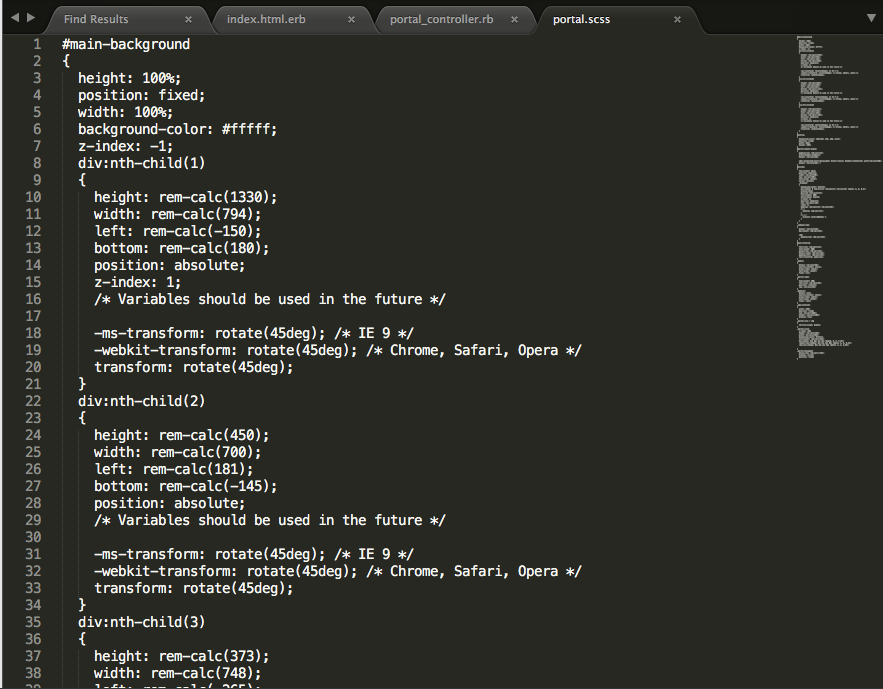 Find Results × index.html.erb × portal_controller.rb × portal.scss ×
1 #main-background
2 {
3 height: 100%;
4 position: fixed;
5 width: 100%;
6 background-color: #fffff;
7 z-index: -1;
8 div:nth-child(1)
9 {
10 height: rem-calc(1330);
11 width: rem-calc(794);
12 left: rem-calc(-150);
13 bottom: rem-calc(180);
14 position: absolute;
15 z-index: 1;
16 /* Variables should be used in the future */
17
18 -ms-transform: rotate(45deg); /* IE 9 */
19 -webkit-transform: rotate(45deg); /* Chrome, Safari, Opera */
20 transform: rotate(45deg);
21 }
22 div:nth-child(2)
23 {
24 height: rem-calc(450);
25 width: rem-calc(700);
26 left: rem-calc(181);
27 bottom: rem-calc(-145);
28 position: absolute;
29 /* Variables should be used in the future */
30
31 -ms-transform: rotate(45deg); /* IE 9 */
32 -webkit-transform: rotate(45deg); /* Chrome, Safari, Opera */
33 transform: rotate(45deg);
34 }
35 div:nth-child(3)
36 {
37 height: rem-calc(373);
38 width: rem-calc(748);